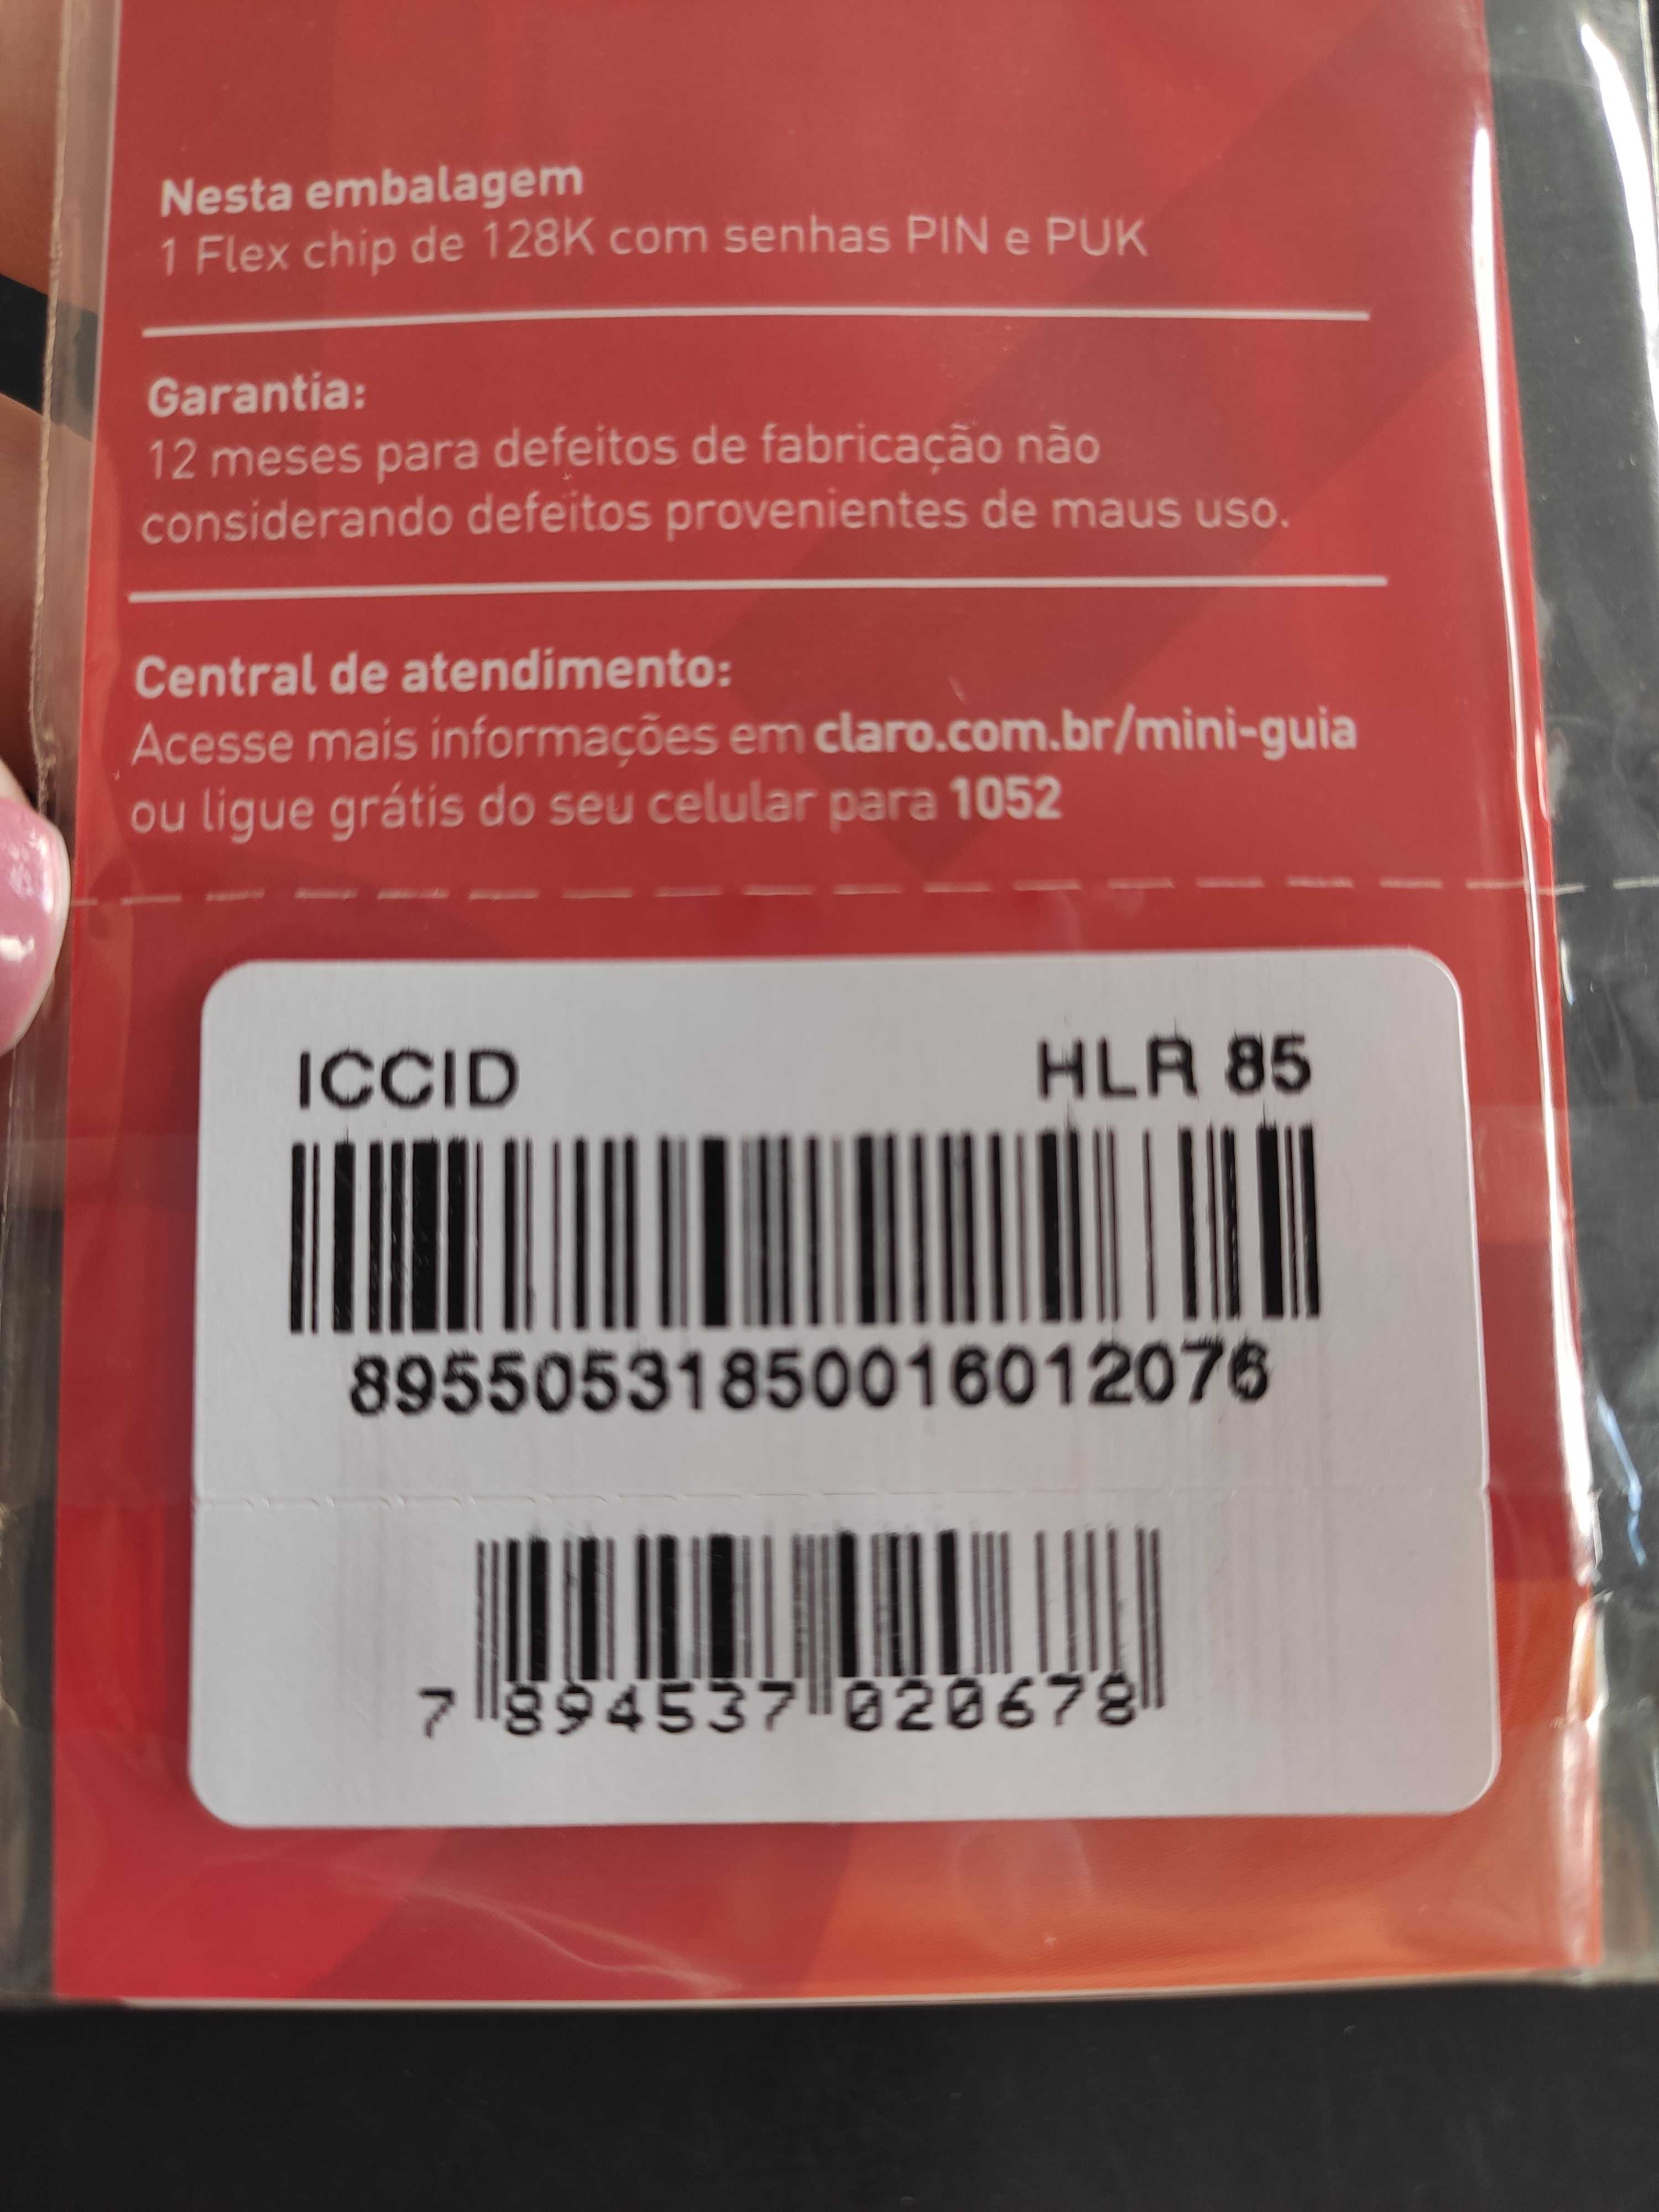 Nesta embalagem
1 Flex chip de 128K com senhas PIN e PUK
Garantia:
12 meses para defeitos de fabricação não
considerando defeitos provenientes de maus uso.
Central de atendimento:
Acesse mais informações em claro.com.br/mini-guia
ou ligue grátis do seu celular para 1052
ICCID HLR 85
89550531850016012076
7 894537 020678